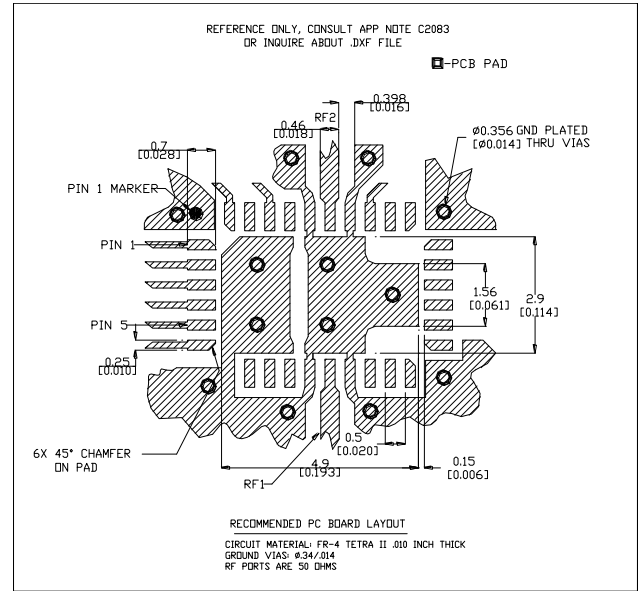 REFERENCE ONLY, CONSULT APP NOTE C2083
OR INQUIRE ABOUT .DXF FILE
-PCB PAD
0.398
[0.016]
0.46
[0.018]
RF2
0.7
[0.028]
Ø0.356 GND PLATED
[Ø0.014] THRU VIAS
PIN 1 MARKER
PIN 1
1.56
[0.061]
2.9
[0.114]
PIN 5
0.25
[0.010]
6X 45° CHAMFER
ON PAD
0.5
[0.020]
4.9
[0.193]
0.15
[0.006]
RF1
RECOMMENDED PC BOARD LAYOUT
CIRCUIT MATERIAL: FR-4 TETRA II .010 INCH THICK
GROUND VIAS: Ø.34/.014
RF PORTS ARE 50 OHMS